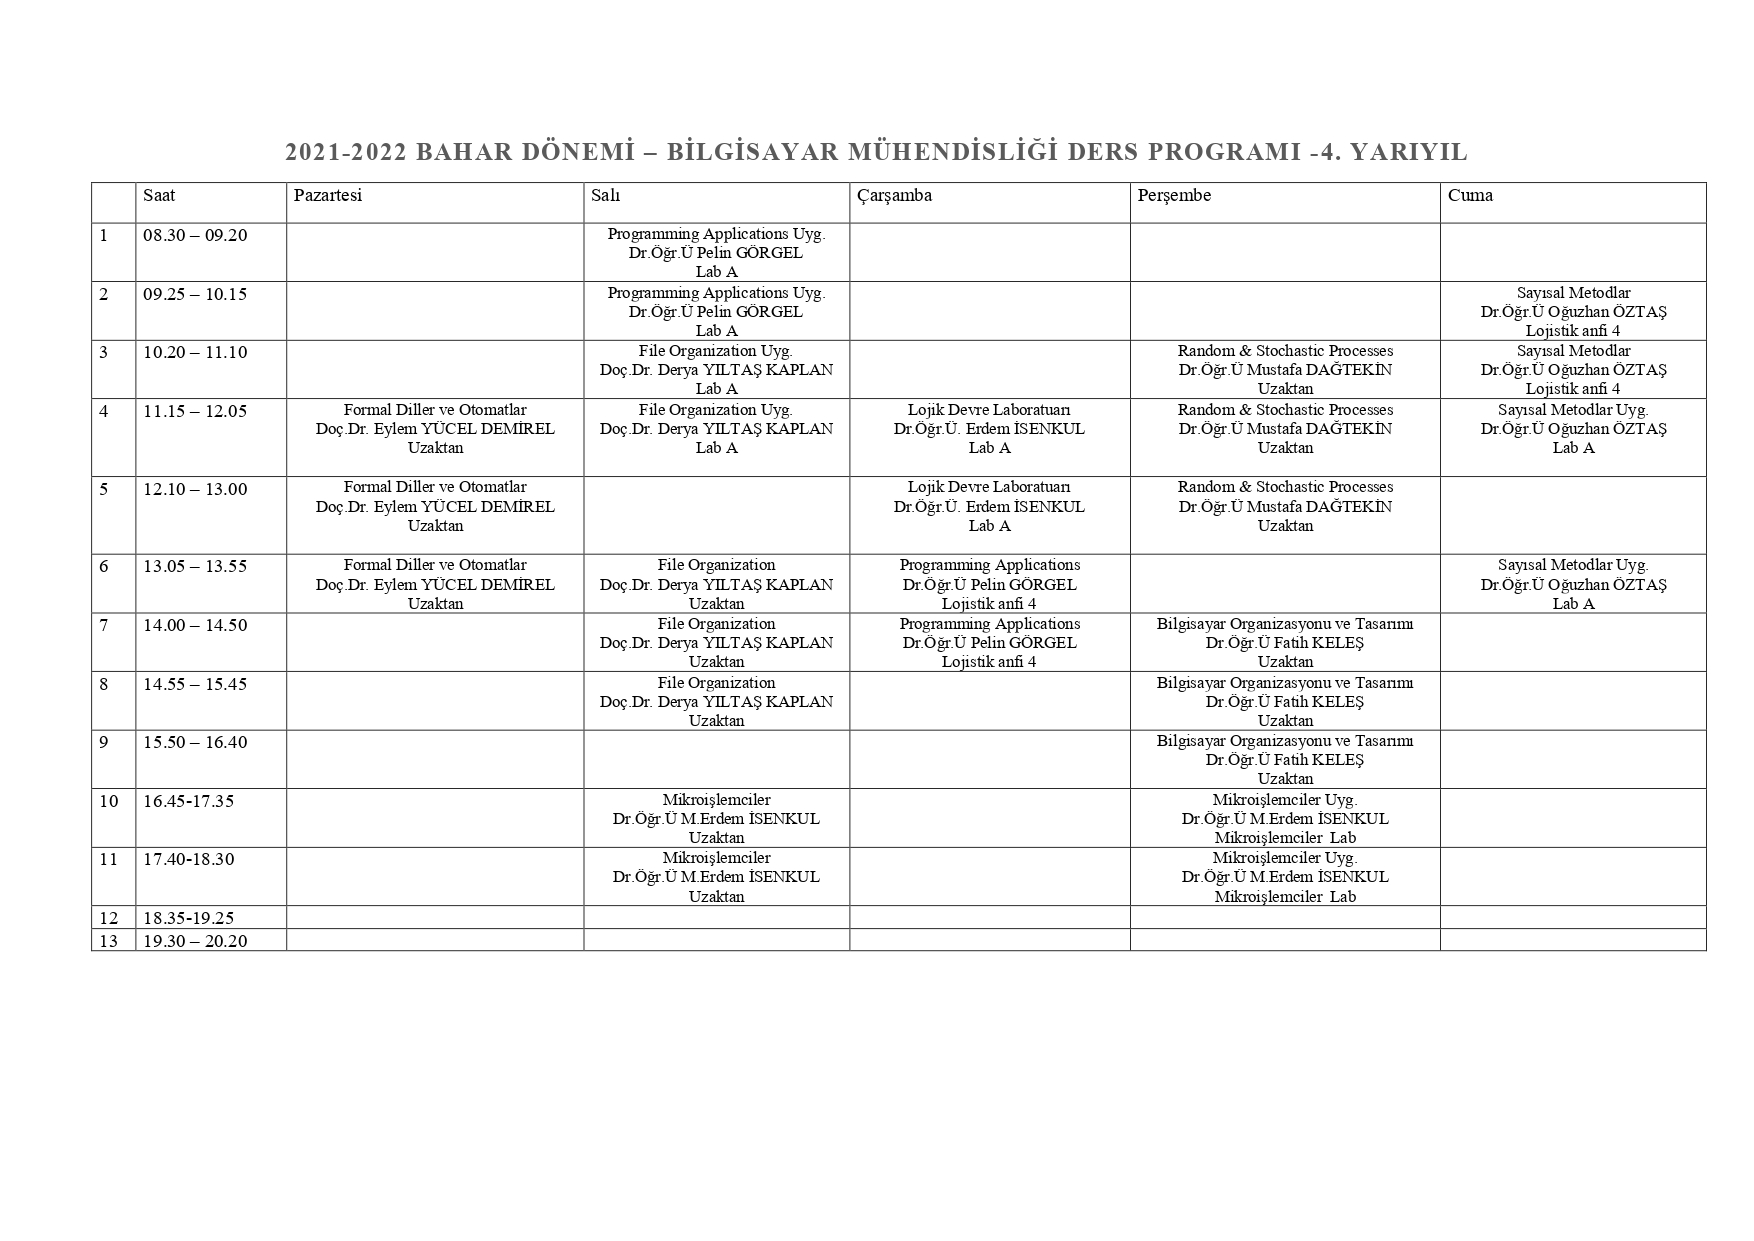 2021-2022 BAHAR DÖNEMİ – BİLGİSAYAR MÜHENDİSLİĞİ DERS PROGRAMI -4. YARIYIL
Saat Pazartesi Salı Çarşamba Perşembe Cuma
1 08.30 – 09.20 Programming Applications Uyg.
Dr.Öğr.Ü Pelin GÖRGEL
Lab A
2 09.25 – 10.15 Programming Applications Uyg. Sayısal Metodlar
Dr.Öğr.Ü Pelin GÖRGEL Dr.Öğr.Ü Oğuzhan ÖZTAŞ
Lab A Lojistik anfi 4
3 10.20 – 11.10 File Organization Uyg. Random & Stochastic Processes Sayısal Metodlar
Doç.Dr. Derya YILTAŞ KAPLAN Dr.Öğr.Ü Mustafa DAĞTEKİN Dr.Öğr.Ü Oğuzhan ÖZTAŞ
Lab A Uzaktan Lojistik anfi 4
4 11.15 – 12.05 Formal Diller ve Otomatlar File Organization Uyg. Lojik Devre Laboratuarı Random & Stochastic Processes Sayısal Metodlar Uyg.
Doç.Dr. Eylem YÜCEL DEMİREL Doç.Dr. Derya YILTAŞ KAPLAN Dr.Öğr.Ü. Erdem İSENKUL Dr.Öğr.Ü Mustafa DAĞTEKİN Dr.Öğr.Ü Oğuzhan ÖZTAŞ
Uzaktan Lab A Lab A Uzaktan Lab A
5 12.10 – 13.00 Formal Diller ve Otomatlar Lojik Devre Laboratuarı Random & Stochastic Processes
Doç.Dr. Eylem YÜCEL DEMİREL Dr.Öğr.Ü. Erdem İSENKUL Dr.Öğr.Ü Mustafa DAĞTEKİN
Uzaktan Lab A Uzaktan
6 13.05 – 13.55 Formal Diller ve Otomatlar File Organization Programming Applications Sayısal Metodlar Uyg.
Doç.Dr. Eylem YÜCEL DEMİREL Doç.Dr. Derya YILTAŞ KAPLAN Dr.Öğr.Ü Pelin GÖRGEL Dr.Öğr.Ü Oğuzhan ÖZTAŞ
Uzaktan Uzaktan Lojistik anfi 4 Lab A
7 14.00 – 14.50 File Organization Programming Applications Bilgisayar Organizasyonu ve Tasarımı
Doç.Dr. Derya YILTAŞ KAPLAN Dr.Öğr.Ü Pelin GÖRGEL Dr.Öğr.Ü Fatih KELEŞ
Uzaktan Lojistik anfi 4 Uzaktan
8 14.55 – 15.45 File Organization Bilgisayar Organizasyonu ve Tasarımı
Doç.Dr. Derya YILTAŞ KAPLAN Dr.Öğr.Ü Fatih KELEŞ
Uzaktan Uzaktan
9 15.50 – 16.40 Bilgisayar Organizasyonu ve Tasarımı
Dr.Öğr.Ü Fatih KELEŞ
Uzaktan
10 16.45-17.35 Mikroişlemciler Mikroişlemciler Uyg.
Dr.Öğr.Ü M.Erdem İSENKUL Dr.Öğr.Ü M.Erdem İSENKUL
Uzaktan Mikroişlemciler Lab
11 17.40-18.30 Mikroişlemciler Mikroişlemciler Uyg.
Dr.Öğr.Ü M.Erdem İSENKUL Dr.Öğr.Ü M.Erdem İSENKUL
Uzaktan Mikroişlemciler Lab
12 18.35-19.25
13 19.30 – 20.20